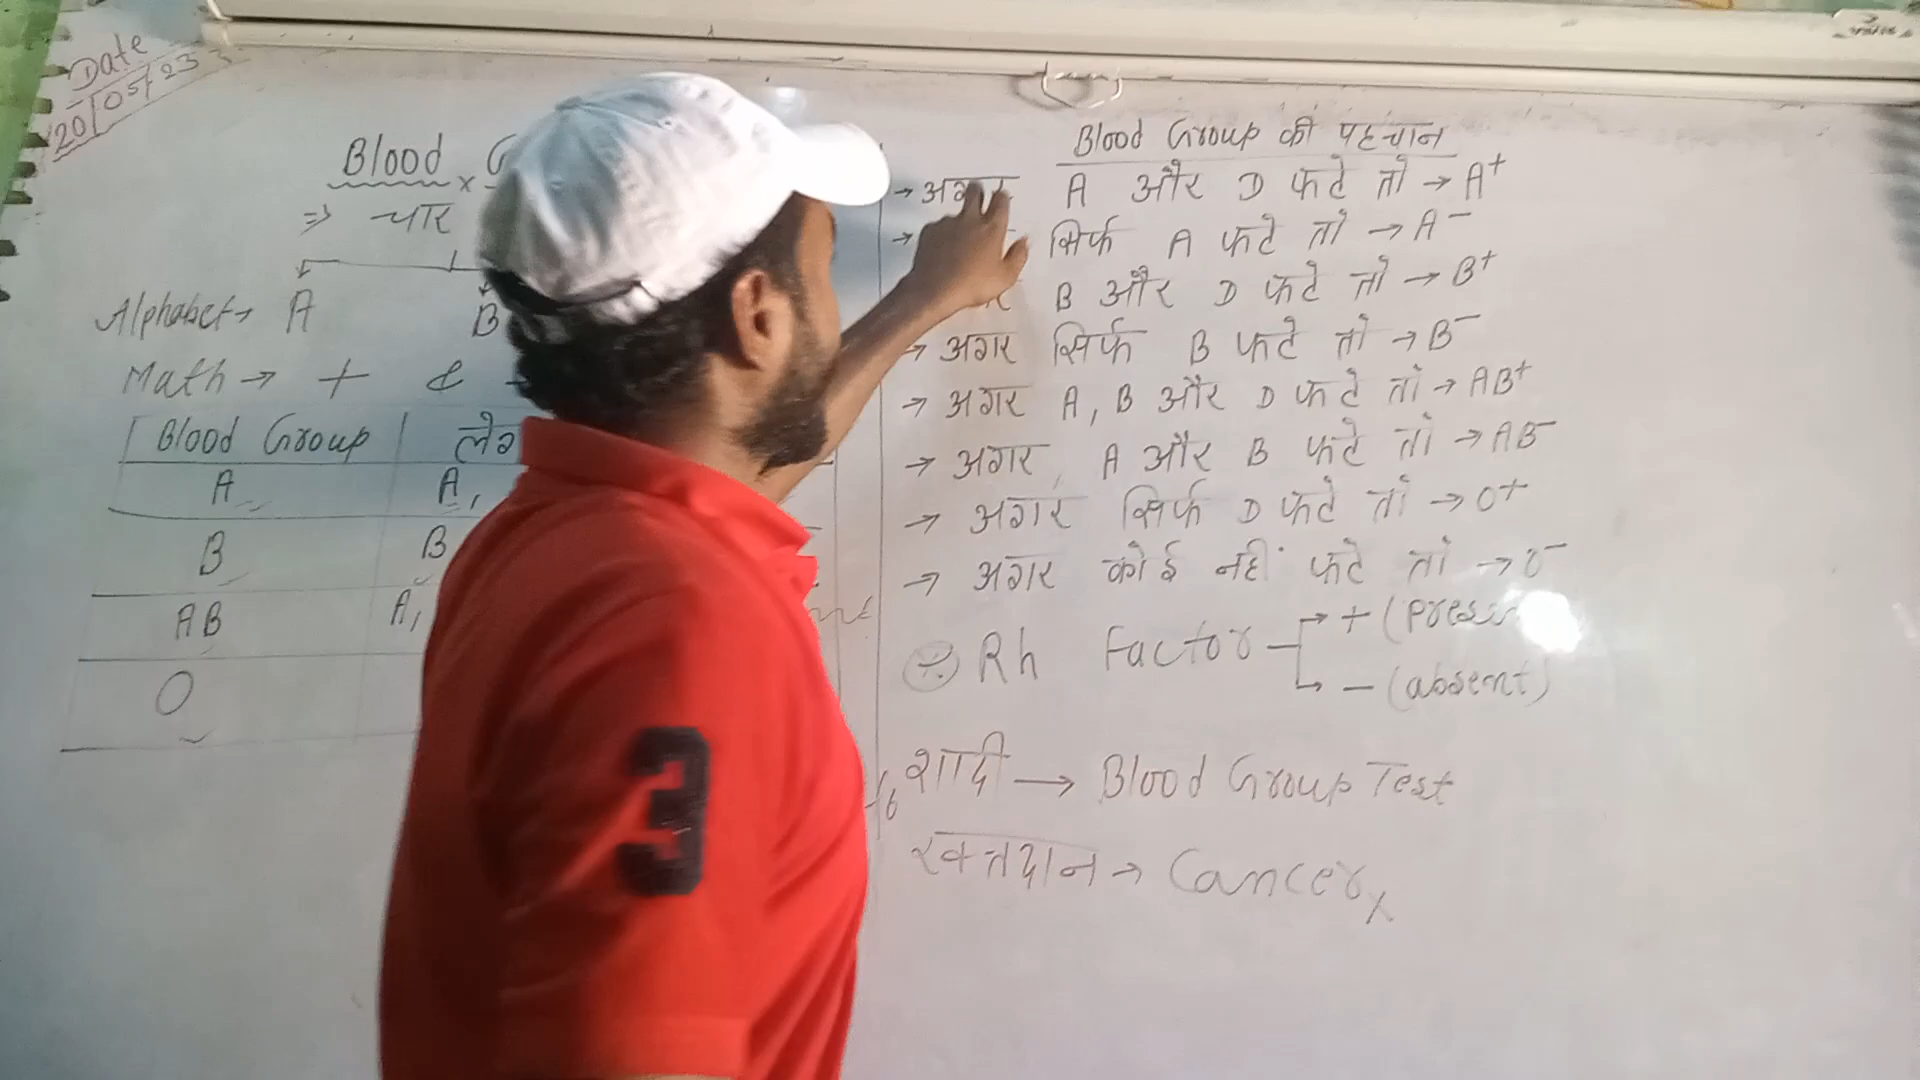 Date
20/05/23
Blood
⇒ चार
Alphabet → A B
Math → + & -
Blood Group
A A,
B B
AB A,
O
Blood Group की पहचान
→ अगर A और D फटे तो → A⁺
→ सिर्फ A फटे तो → A⁻
B और D फटे तो → B⁺
→ अगर सिर्फ B फटे तो → B⁻
→ अगर A, B और D फटे तो → AB⁺
→ अगर A और B फटे तो → AB⁻
→ अगर सिर्फ D फटे तो → O⁺
→ अगर कोई नहीं फटे तो → O⁻
Rh Factor + (
- (absent)
शादी → Blood Group Test
रक्तदान → Cancer x
3